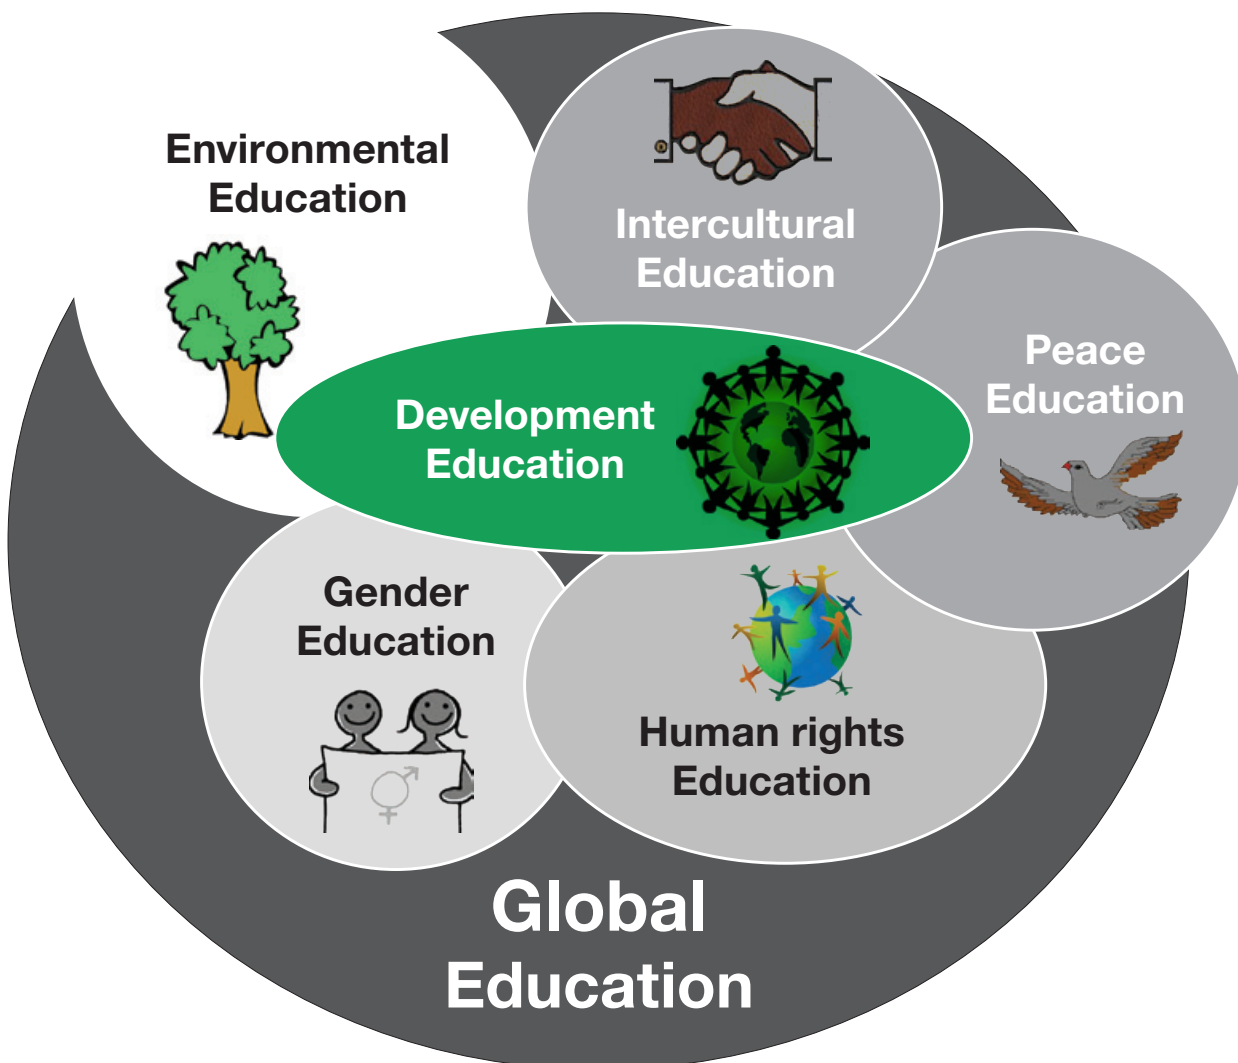 Environmental
Education
Intercultural
Education
Peace
Education
Development
Education
Gender
Education
Human rights
Education
Global
Education